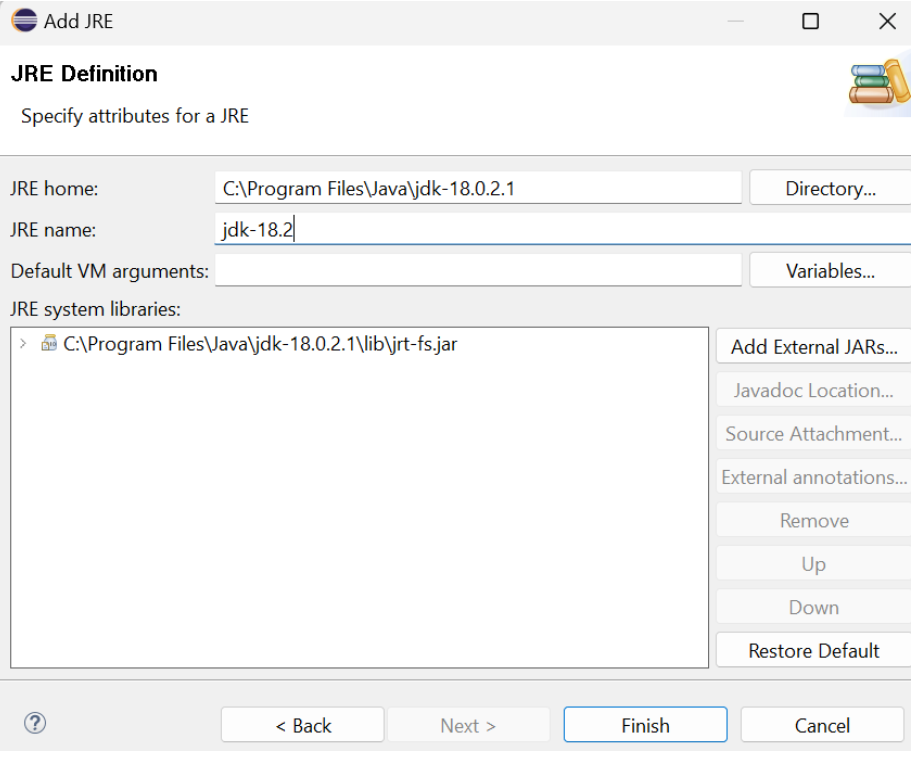 Add JRE
JRE Definition
Specify attributes for a JRE
JRE home: C:\Program Files\Java\jdk-18.0.2.1 Directory...
JRE name: jdk-18.2
Default VM arguments: Variables...
JRE system libraries:
C:\Program Files\Java\jdk-18.0.2.1\lib\jrt-fs.jar
Add External JARs...
Javadoc Location...
Source Attachment...
External annotations...
Remove
Up
Down
Restore Default
? < Back Next > Finish Cancel